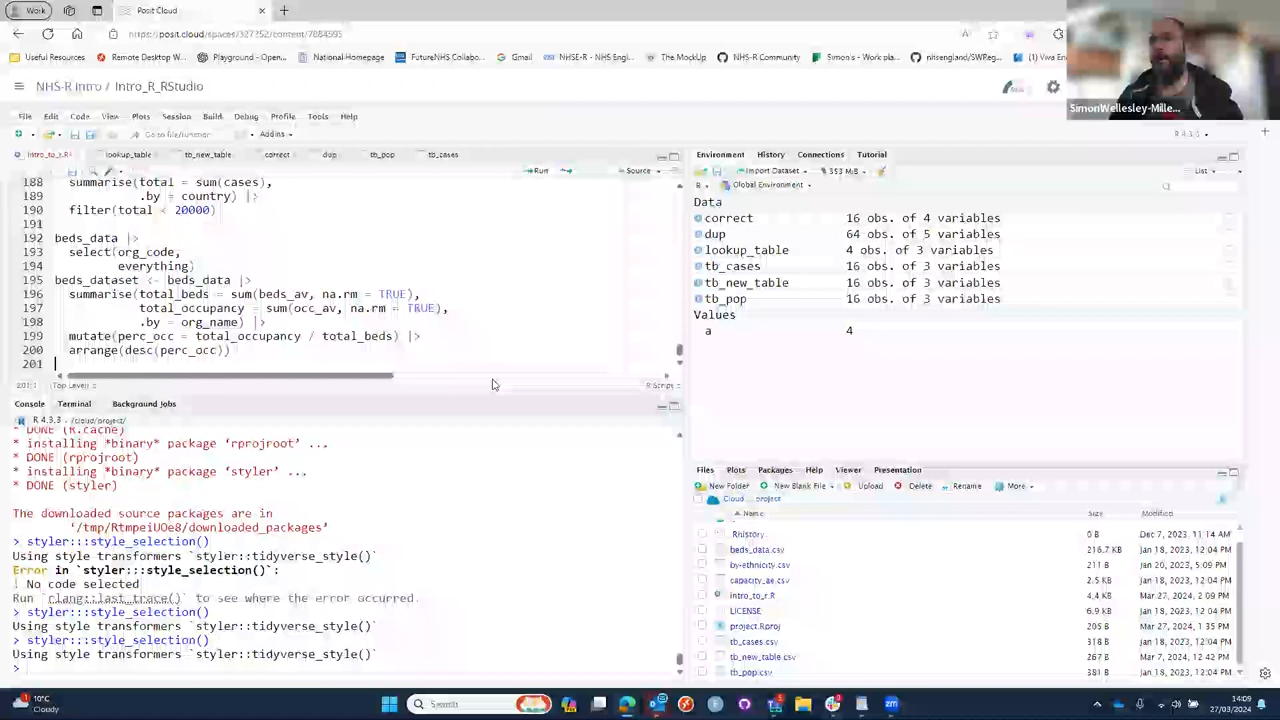 Work
Posit Cloud
https://posit.cloud/spaces/327252/content/7884595
Useful Resources
Remote Desktop W...
Playground - Open...
National-Homepage
FutureNHS Collabo...
Gmail
NHSE-R - NHS Engl...
The MockUp
GitHub Community
Simon's - Work pla...
nhsengland/SWReg...
NHS-R Intro / Intro_R_RStudio
SimonWellesley-Mille...
File Edit Code View Plots Session Build Debug Profile Tools Help
Go to file/function
Addins
R 4.3.3
intro_to_r.R*
lookup_table
tb_new_table
correct
dup
tb_pop
tb_cases
Run
Source
188 summarise(total = sum(cases),
189 .by = country) |>
190 filter(total < 20000)
191
192 beds_data |>
193 select(org_code,
194 everything)
195 beds_dataset <- beds_data |>
196 summarise(total_beds = sum(beds_av, na.rm = TRUE),
197 total_occupancy = sum(occ_av, na.rm = TRUE),
198 .by = org_name) |>
199 mutate(perc_occ = total_occupancy / total_beds) |>
200 arrange(desc(perc_occ))
201
201:1
(Top Level)
R Script
Console
Terminal
Background Jobs
R 4.3.3 · /cloud/project/
* DONE (R.cache)
* installing *binary* package ‘rprojroot’ ...
* DONE (rprojroot)
* installing *binary* package ‘styler’ ...
* DONE (styler)
The downloaded source packages are in
‘/tmp/RtmpeiUOe8/downloaded_packages’
> styler:::style_selection()
Using style transformers `styler::tidyverse_style()`
Error in `styler:::style_selection()`:
! No code selected
Run `rlang::last_trace()` to see where the error occurred.
> styler:::style_selection()
Using style transformers `styler::tidyverse_style()`
> styler:::style_selection()
Using style transformers `styler::tidyverse_style()`
>
Environment
History
Connections
Tutorial
Import Dataset
353 MiB
List
R
Global Environment
Data
correct 16 obs. of 4 variables
dup 64 obs. of 5 variables
lookup_table 4 obs. of 3 variables
tb_cases 16 obs. of 3 variables
tb_new_table 16 obs. of 3 variables
tb_pop 16 obs. of 3 variables
Values
a 4
Files
Plots
Packages
Help
Viewer
Presentation
New Folder
New Blank File
Upload
Delete
Rename
More
Cloud
project
Name Size Modified
.Rhistory 0 B Dec 7, 2023, 11:14 AM
beds_data.csv 216.7 KB Jan 18, 2023, 12:04 PM
by-ethnicity.csv 211 B Jan 20, 2023, 5:09 PM
capacity_ae.csv 2.5 KB Jan 18, 2023, 12:04 PM
intro_to_r.R 4.4 KB Mar 27, 2024, 2:09 PM
LICENSE 6.9 KB Jan 18, 2023, 12:04 PM
project.Rproj 205 B Mar 27, 2024, 1:35 PM
tb_cases.csv 318 B Jan 18, 2023, 12:04 PM
tb_new_table.csv 297 B Mar 7, 2024, 12:42 PM
tb_pop.csv 381 B Jan 18, 2023, 12:04 PM
10°C
Cloudy
Search
14:09
27/03/2024